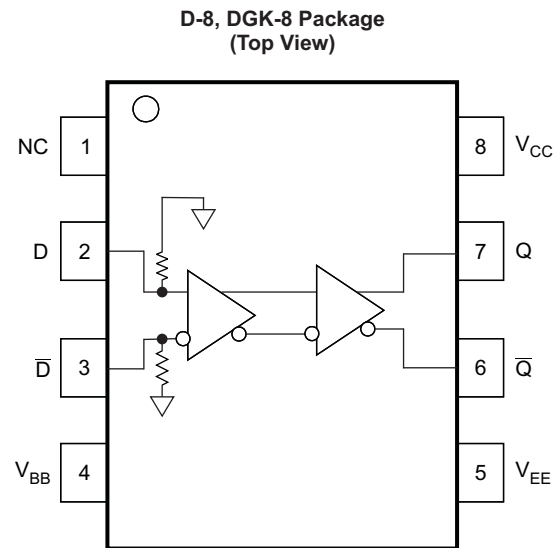 D-8, DGK-8 Package
(Top View)
NC 1 8 V_CC
D 2 7 Q
D̅ 3 6 Q̅
V_BB 4 5 V_EE